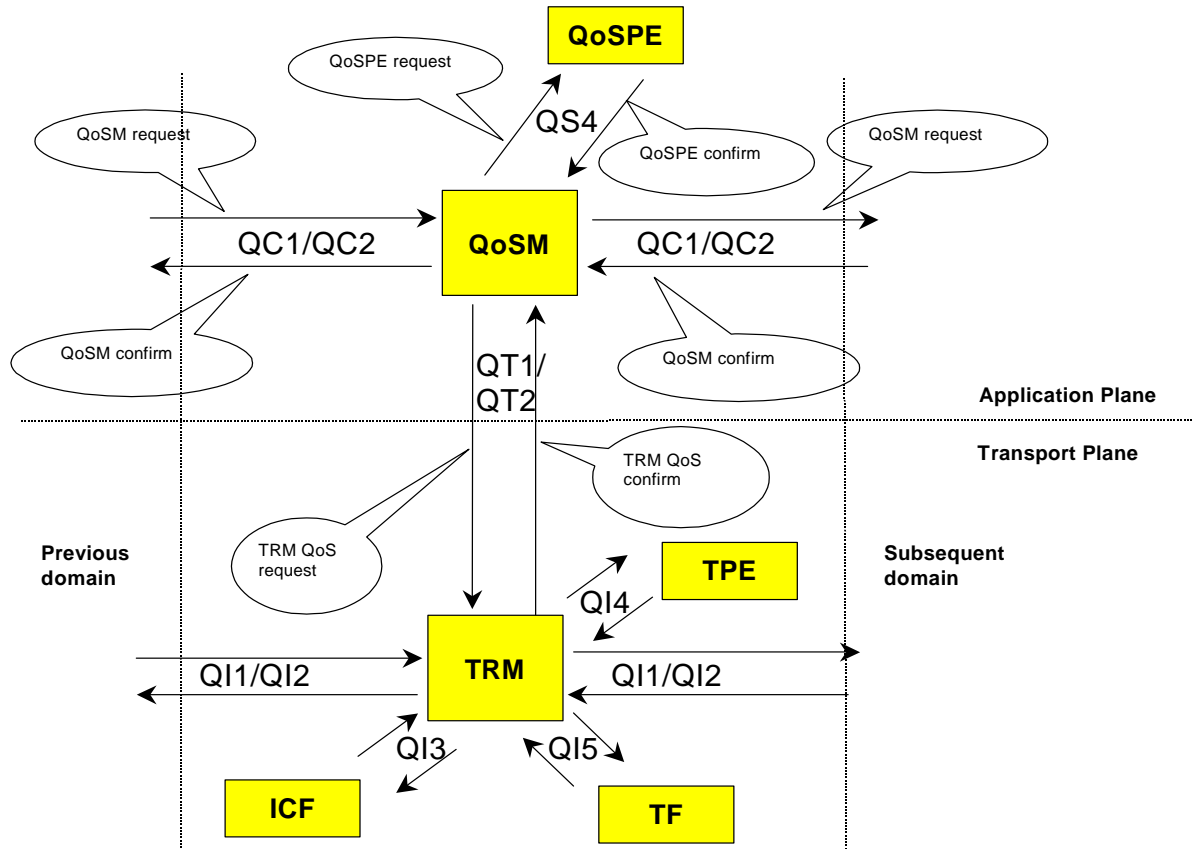 QoSPE
QoSPE request
QS4
QoSM request
QoSPE confirm
QoSM request
QC1/QC2
QoSM
QC1/QC2
QoSM confirm
QoSM confirm
QT1/
QT2
Application Plane
Transport Plane
TRM QoS
confirm
TRM QoS
request
Previous
domain
TPE
Subsequent
domain
QI4
TRM
QI1/QI2
QI1/QI2
QI3
QI5
ICF
TF